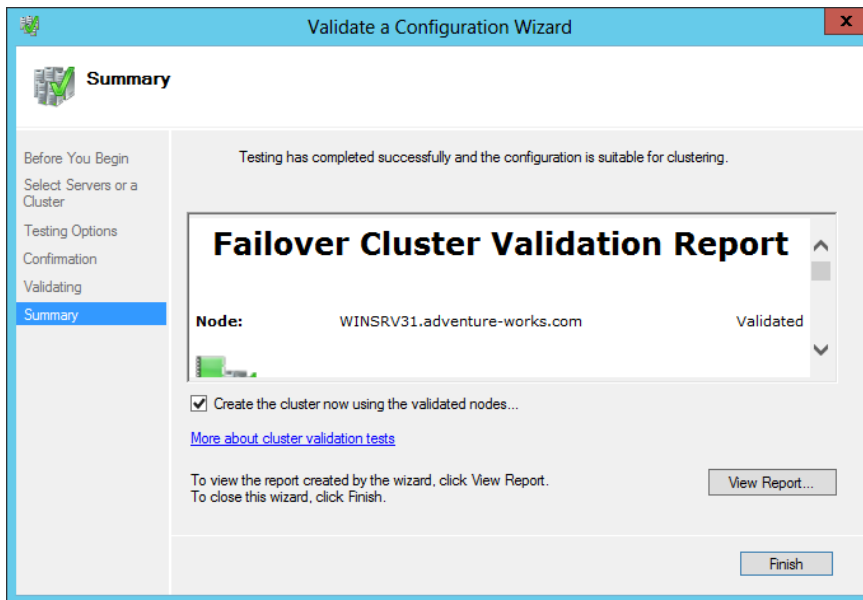 Validate a Configuration Wizard
x
Summary
Before You Begin
Select Servers or a
Cluster
Testing Options
Confirmation
Validating
Summary
Testing has completed successfully and the configuration is suitable for clustering.
Failover Cluster Validation Report
Node: WINSRV31.adventure-works.com Validated
Create the cluster now using the validated nodes...
More about cluster validation tests
To view the report created by the wizard, click View Report.
To close this wizard, click Finish.
View Report...
Finish